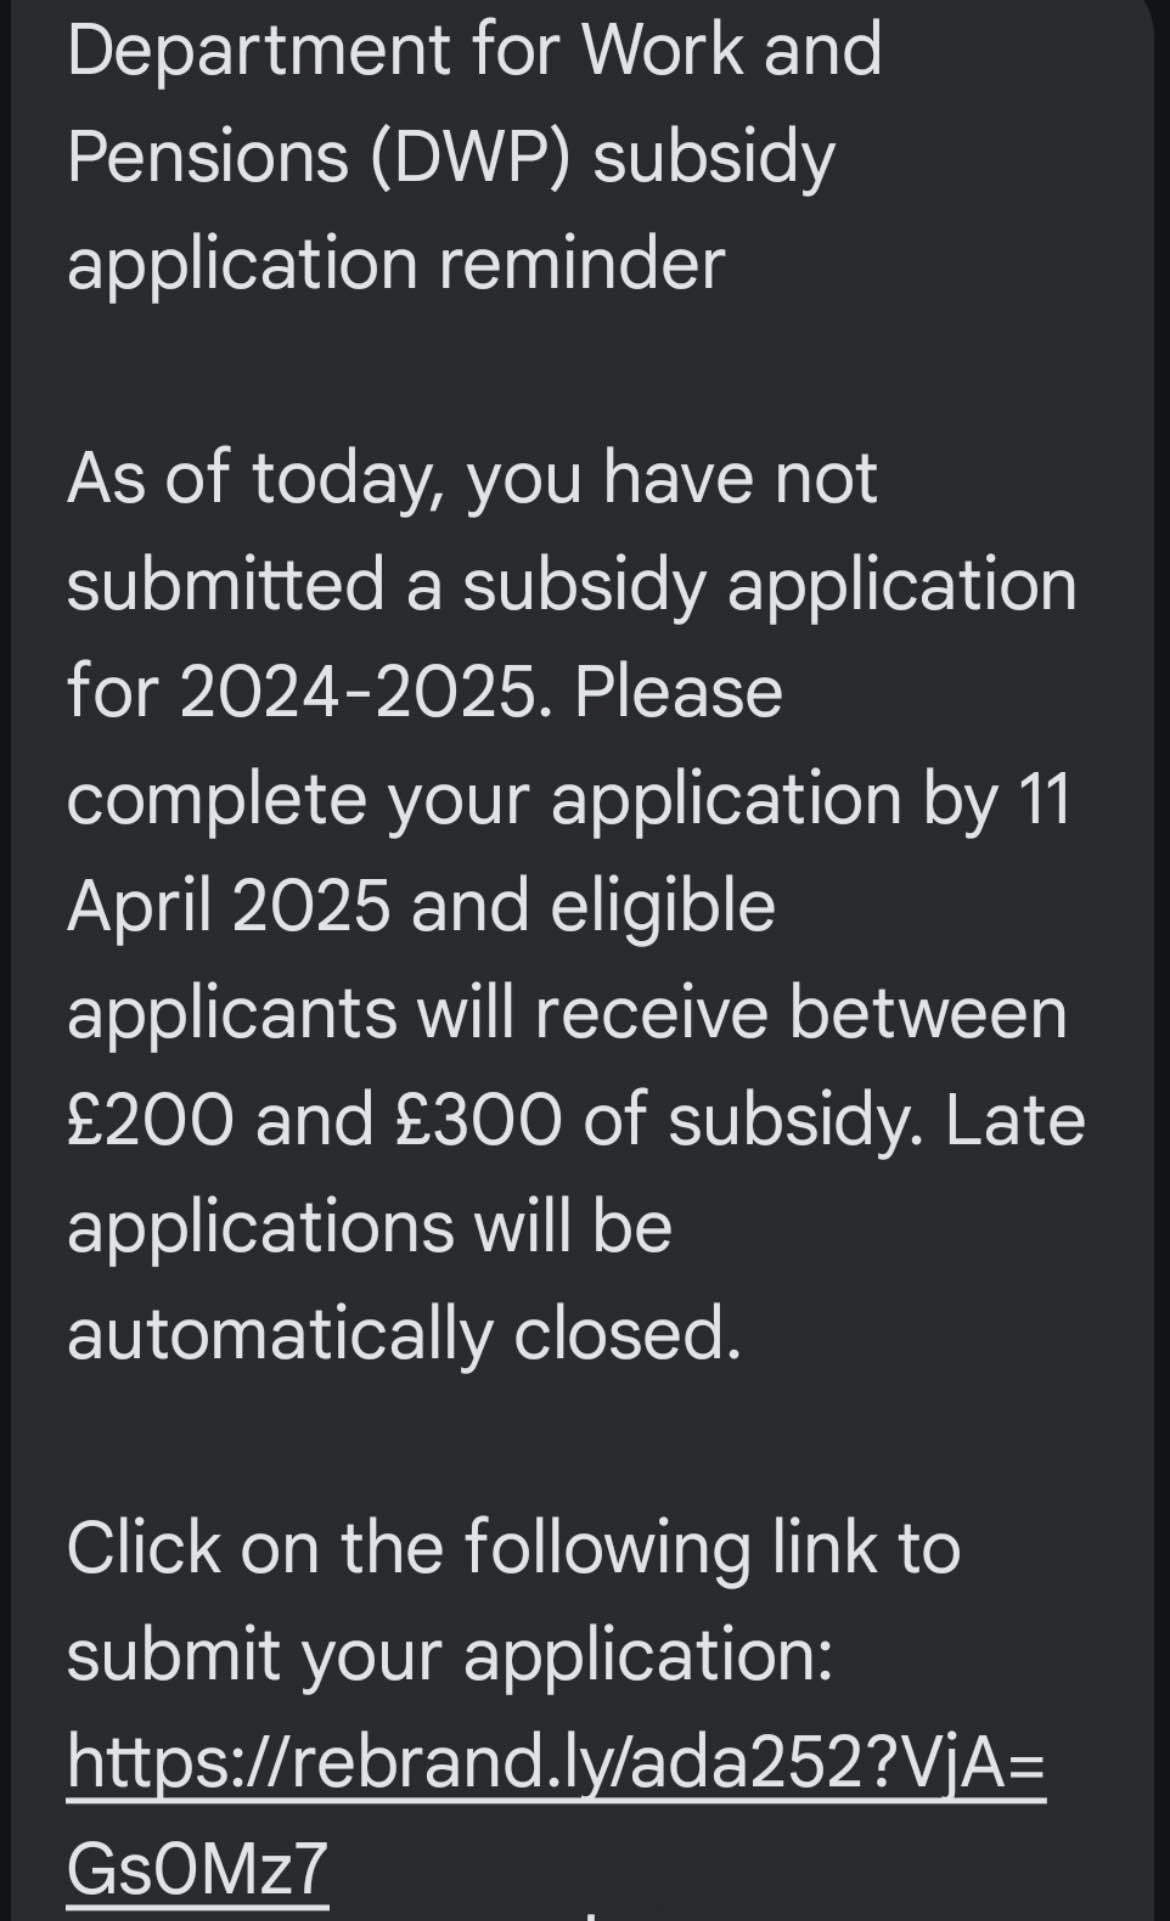 Department for Work and
Pensions (DWP) subsidy
application reminder
As of today, you have not
submitted a subsidy application
for 2024-2025. Please
complete your application by 11
April 2025 and eligible
applicants will receive between
£200 and £300 of subsidy. Late
applications will be
automatically closed.
Click on the following link to
submit your application:
https://rebrand.ly/ada252?VjA=
Gs0Mz7